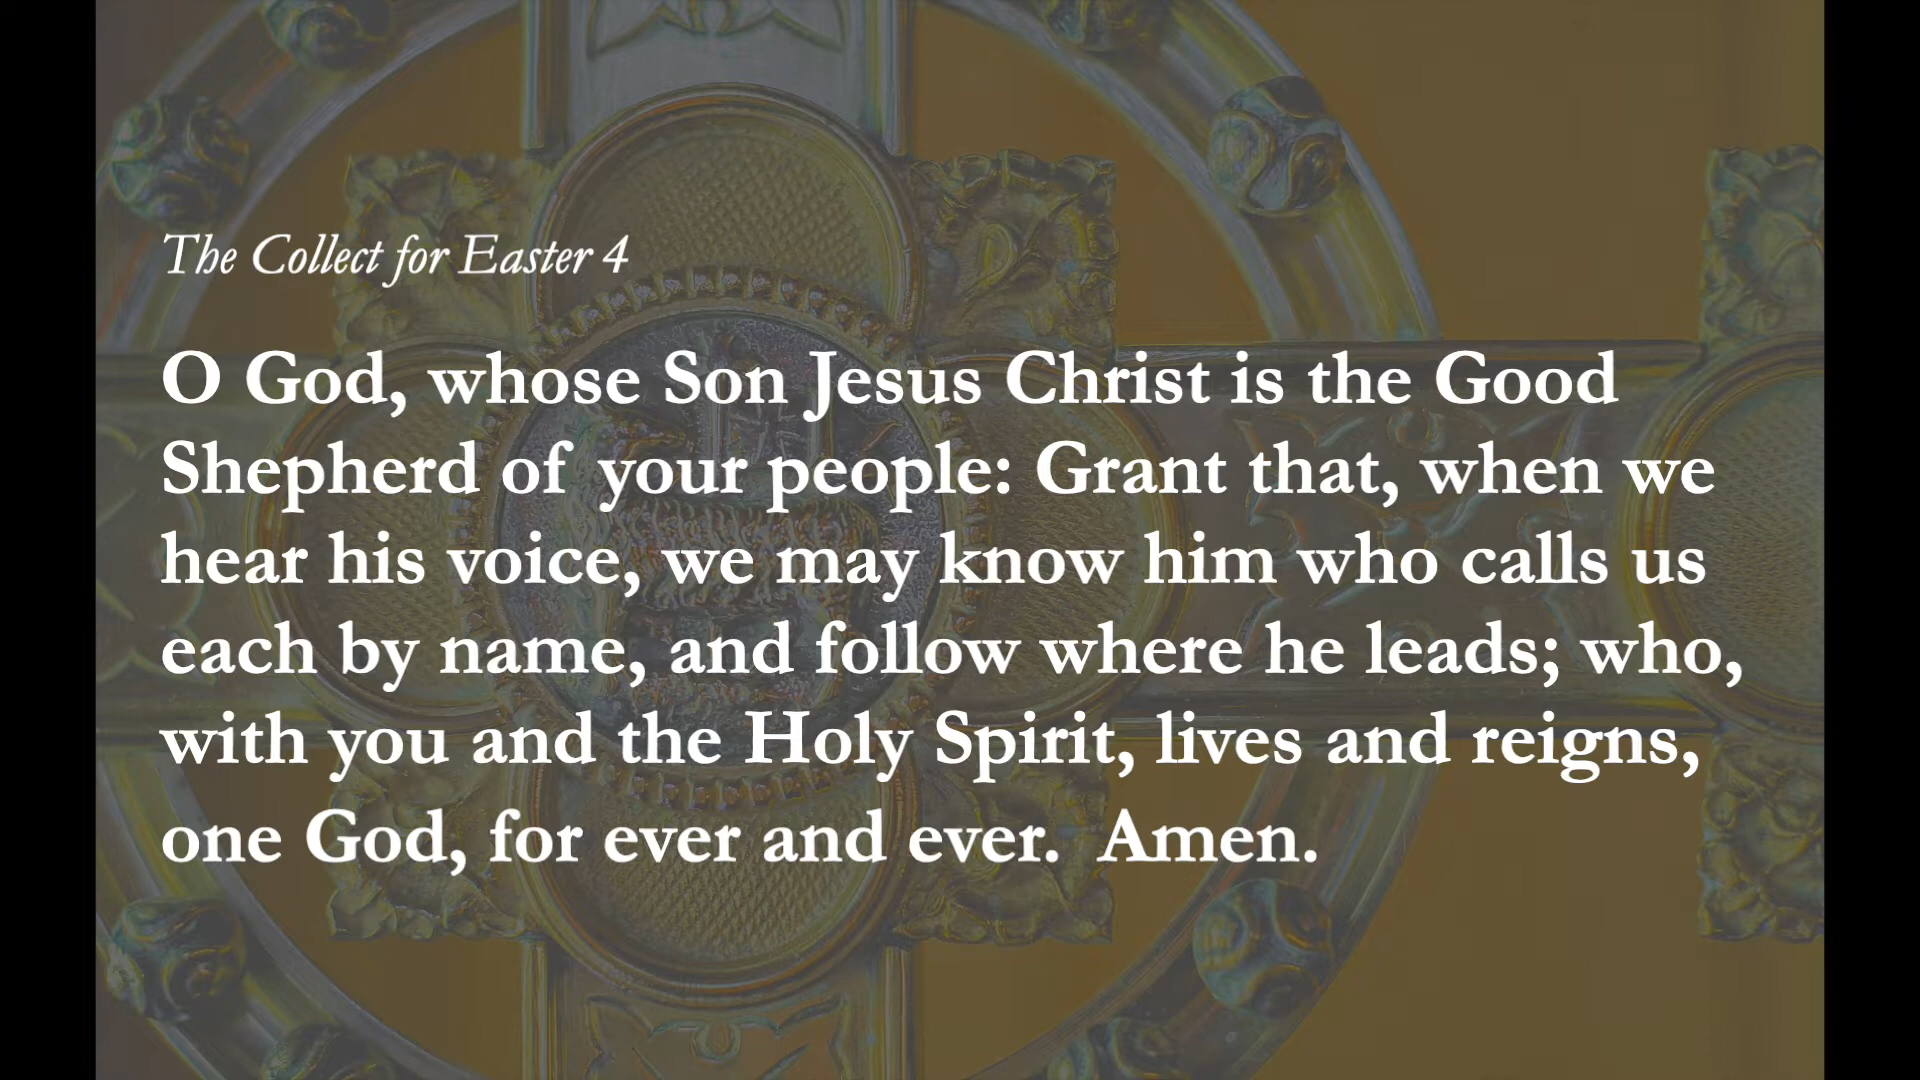 The Collect for Easter 4
O God, whose Son Jesus Christ is the Good
Shepherd of your people: Grant that, when we
hear his voice, we may know him who calls us
each by name, and follow where he leads; who,
with you and the Holy Spirit, lives and reigns,
one God, for ever and ever. Amen.